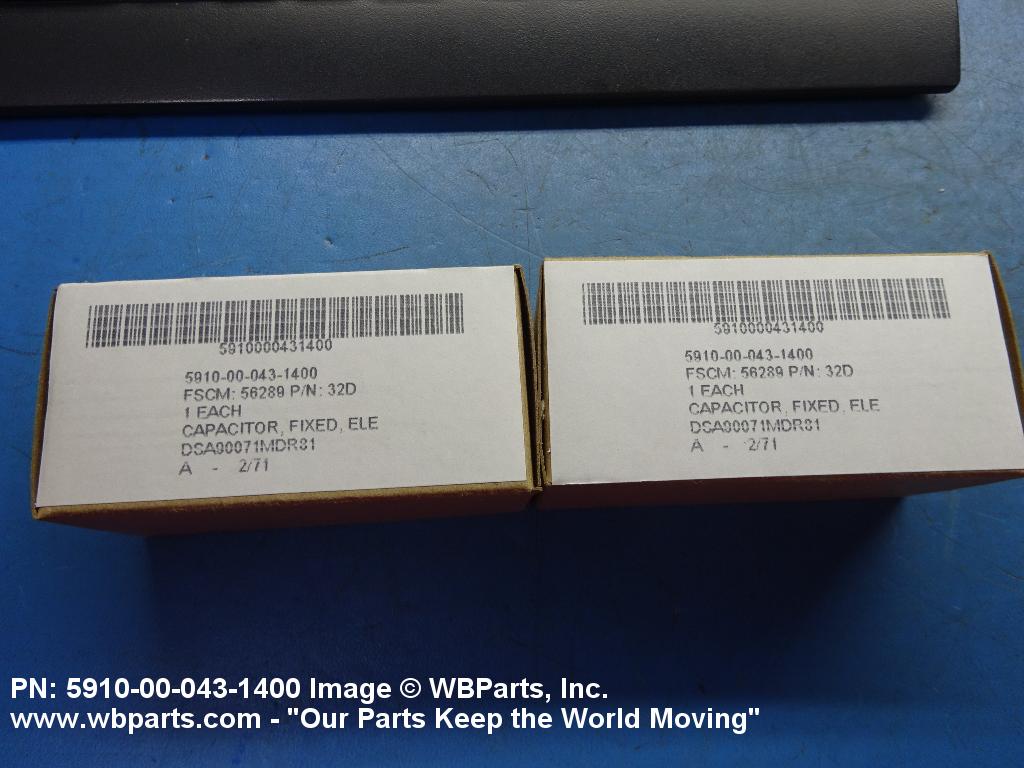 5910000431400
5910-00-043-1400
FSCM: 56289 P/N: 32D
1 EACH
CAPACITOR, FIXED, ELE
DSA90071MDR81
A - 2/71
5910000431400
5910-00-043-1400
FSCM: 56289 P/N: 32D
1 EACH
CAPACITOR, FIXED, ELE
DSA90071MDR81
A - 2/71
PN: 5910-00-043-1400 Image © WBParts, Inc.
www.wbparts.com - "Our Parts Keep the World Moving"